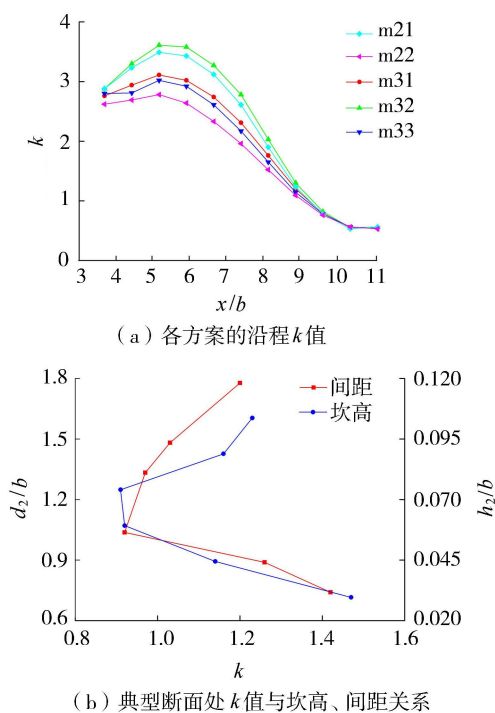 4
3
2
1
0
k
3 4 5 6 7 8 9 10 11
x/b
m21
m22
m31
m32
m33
(a)各方案的沿程k值
1.8
1.5
1.2
0.9
0.6
d₂/b
0.120
0.095
0.070
0.045
0.020
h₂/b
间距
坎高
0.8 1.0 1.2 1.4 1.6
k
(b)典型断面处k值与坎高、间距关系